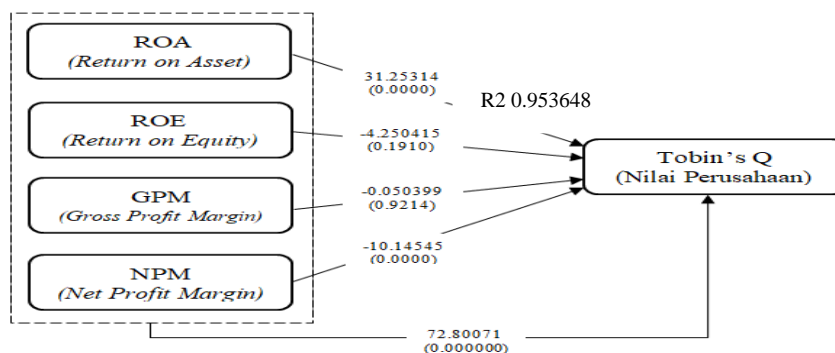 ROA
(Return on Asset)
31.25314
(0.0000)
R2 0.953648
ROE
(Return on Equity)
-4.250415
(0.1910)
Tobin's Q
(Nilai Perusahaan)
GPM
(Gross Profit Margin)
-0.050399
(0.9214)
NPM
(Net Profit Margin)
-10.14545
(0.0000)
72.80071
(0.000000)